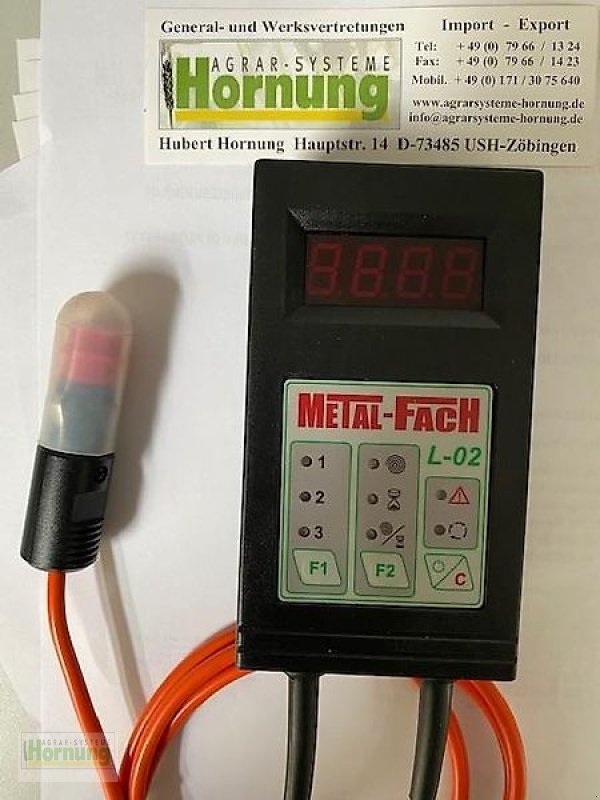 General- und Werksvertretungen
Import - Export
AGRAR-SYSTEME
Hornung
Tel: +49 (0) 79 66 / 13 24
Fax: +49 (0) 79 66 / 14 23
Mobil. +49 (0) 171 / 30 75 640
www.agrarsysteme-hornung.de
info@agrarsysteme-hornung.de
Hubert Hornung Hauptstr. 14 D-73485 USH-Zöbingen
METAL-FACH
L-02
1
2
3
F1
F2
C
AGRAR-SYSTEME
Hornung